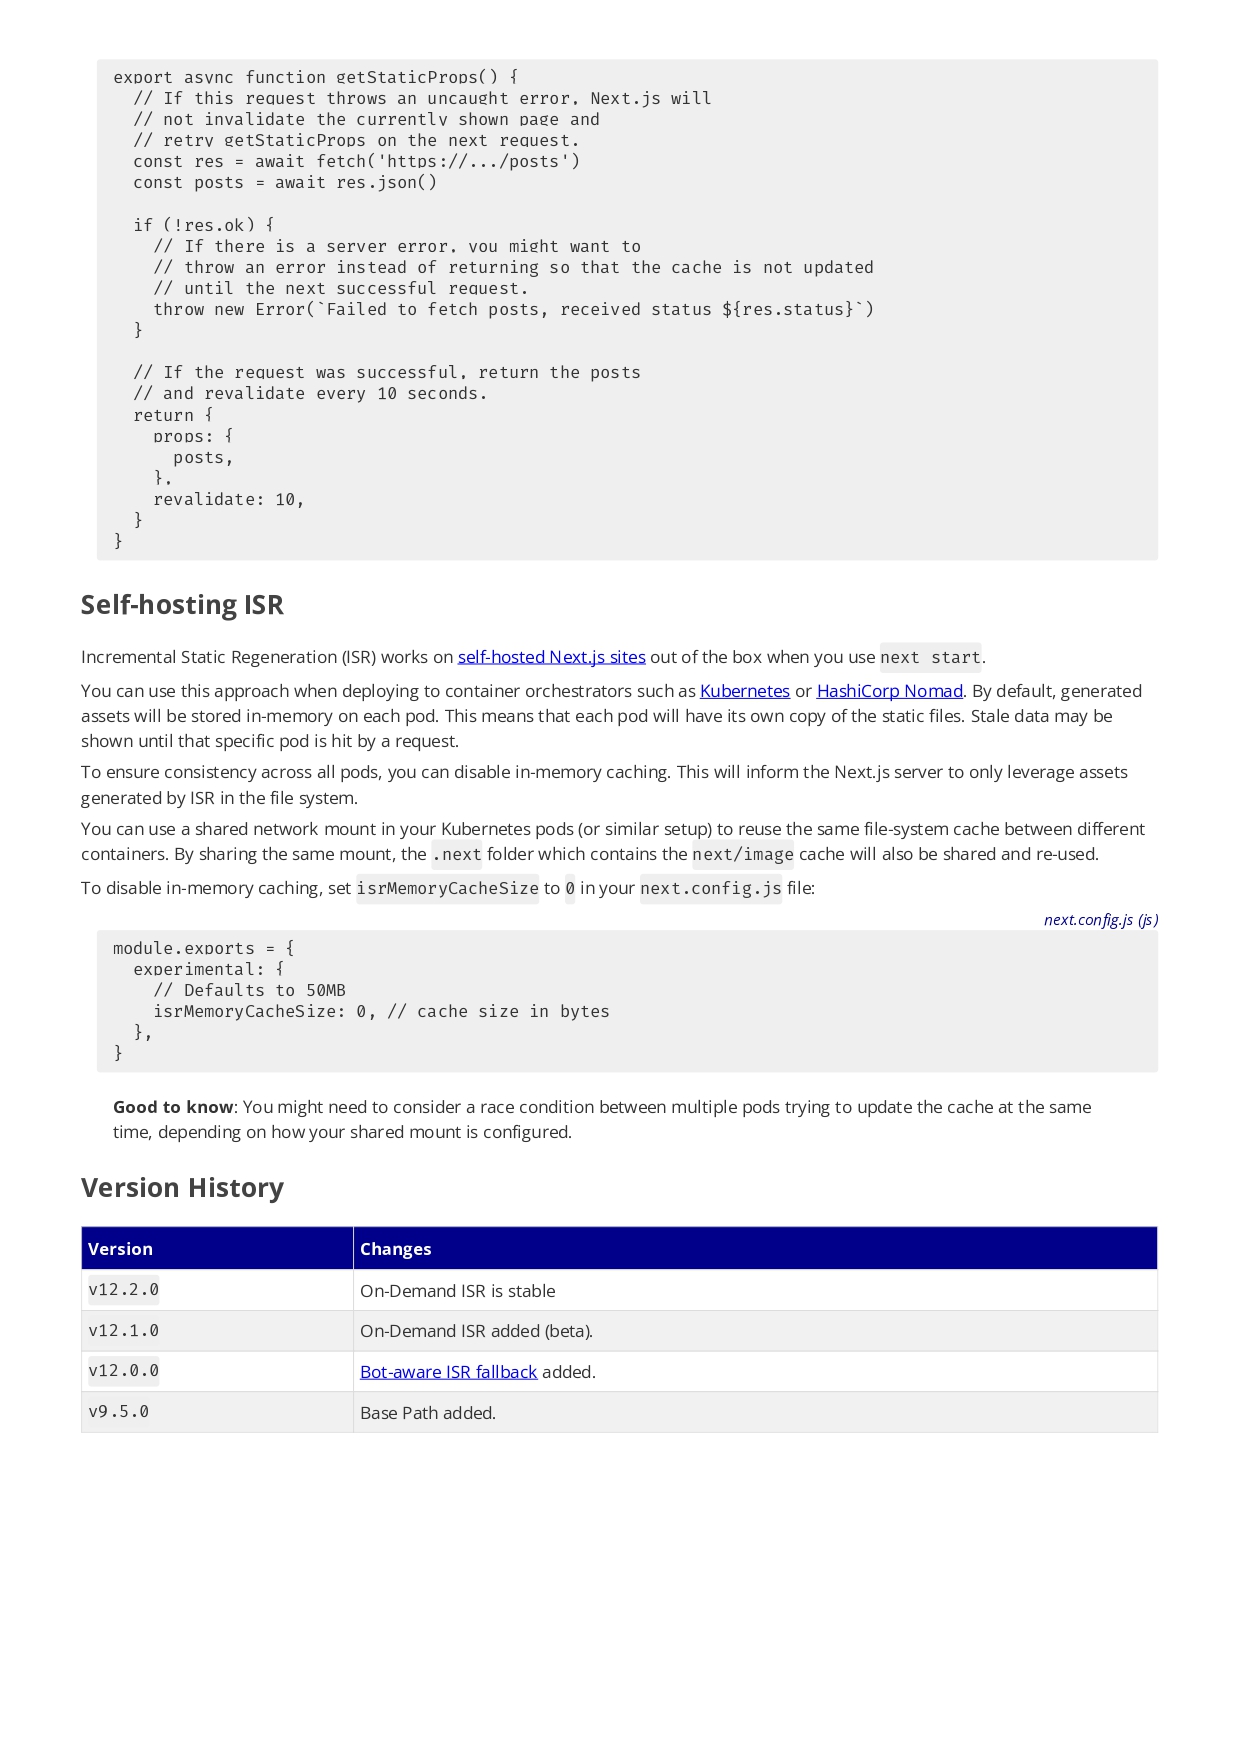 export async function getStaticProps() {
  // If this request throws an uncaught error, Next.js will
  // not invalidate the currently shown page and
  // retry getStaticProps on the next request.
  const res = await fetch('https://.../posts')
  const posts = await res.json()

  if (!res.ok) {
    // If there is a server error, you might want to
    // throw an error instead of returning so that the cache is not updated
    // until the next successful request.
    throw new Error(`Failed to fetch posts, received status ${res.status}`)
  }

  // If the request was successful, return the posts
  // and revalidate every 10 seconds.
  return {
    props: {
      posts,
    },
    revalidate: 10,
  }
}
Self-hosting ISR
Incremental Static Regeneration (ISR) works on self-hosted Next.js sites out of the box when you use next start.
You can use this approach when deploying to container orchestrators such as Kubernetes or HashiCorp Nomad. By default, generated
assets will be stored in-memory on each pod. This means that each pod will have its own copy of the static files. Stale data may be
shown until that specific pod is hit by a request.
To ensure consistency across all pods, you can disable in-memory caching. This will inform the Next.js server to only leverage assets
generated by ISR in the file system.
You can use a shared network mount in your Kubernetes pods (or similar setup) to reuse the same file-system cache between different
containers. By sharing the same mount, the .next folder which contains the next/image cache will also be shared and re-used.
To disable in-memory caching, set isrMemoryCacheSize to 0 in your next.config.js file:
next.config.js (js)
module.exports = {
  experimental: {
    // Defaults to 50MB
    isrMemoryCacheSize: 0, // cache size in bytes
  },
}
Good to know: You might need to consider a race condition between multiple pods trying to update the cache at the same
time, depending on how your shared mount is configured.
Version History
Version Changes
v12.2.0 On-Demand ISR is stable
v12.1.0 On-Demand ISR added (beta).
v12.0.0 Bot-aware ISR fallback added.
v9.5.0 Base Path added.